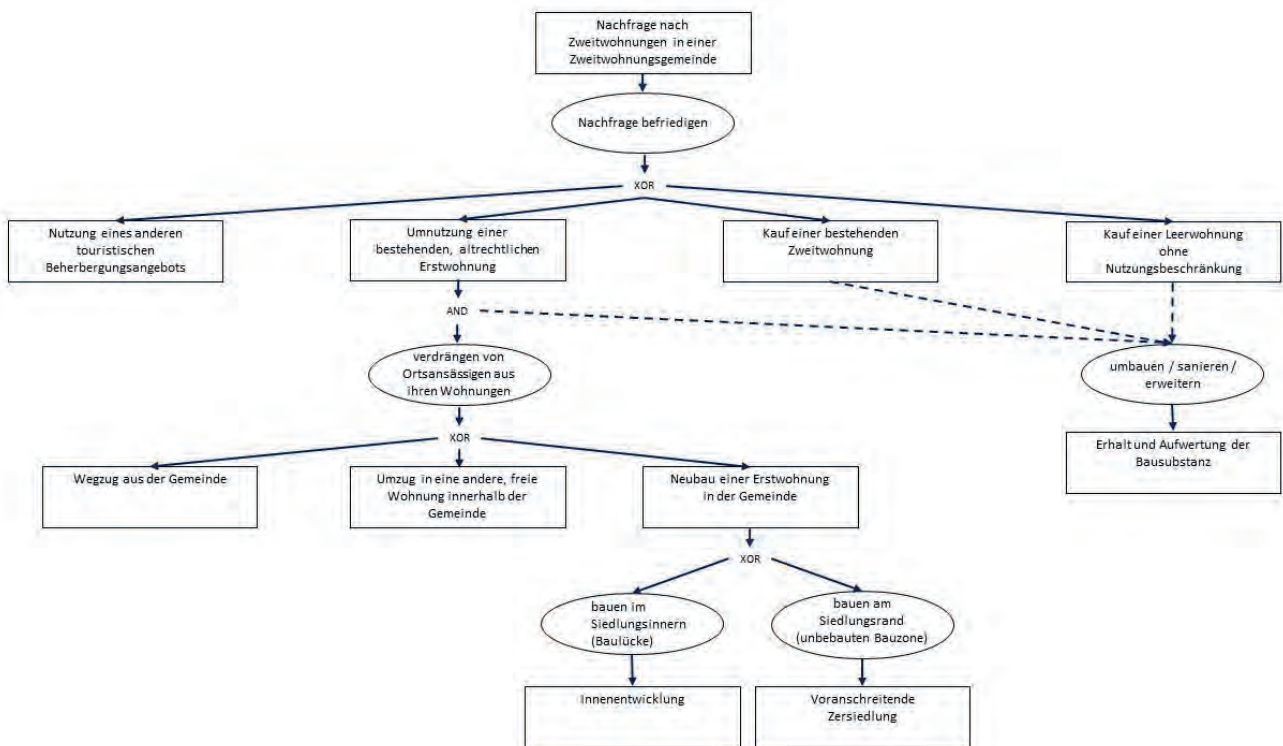 Nachfrage nach
Zweitwohnungen in einer
Zweitwohnungsgemeinde
Nachfrage befriedigen
XOR
Nutzung eines anderen
touristischen
Beherbergungsangebots
Umnutzung einer
bestehenden, altrechtlichen
Erstwohnung
Kauf einer bestehenden
Zweitwohnung
Kauf einer Leerwohnung
ohne
Nutzungsbeschränkung
AND
verdrängen von
Ortsansässigen aus
ihren Wohnungen
umbauen / sanieren /
erweitern
XOR
Erhalt und Aufwertung der
Bausubstanz
Wegzug aus der Gemeinde
Umzug in eine andere, freie
Wohnung innerhalb der
Gemeinde
Neubau einer Erstwohnung
in der Gemeinde
XOR
bauen im
Siedlungsinnern
(Baulücke)
bauen am
Siedlungsrand
(unbebauten Bauzone)
Innenentwicklung
Voranschreitende
Zersiedlung